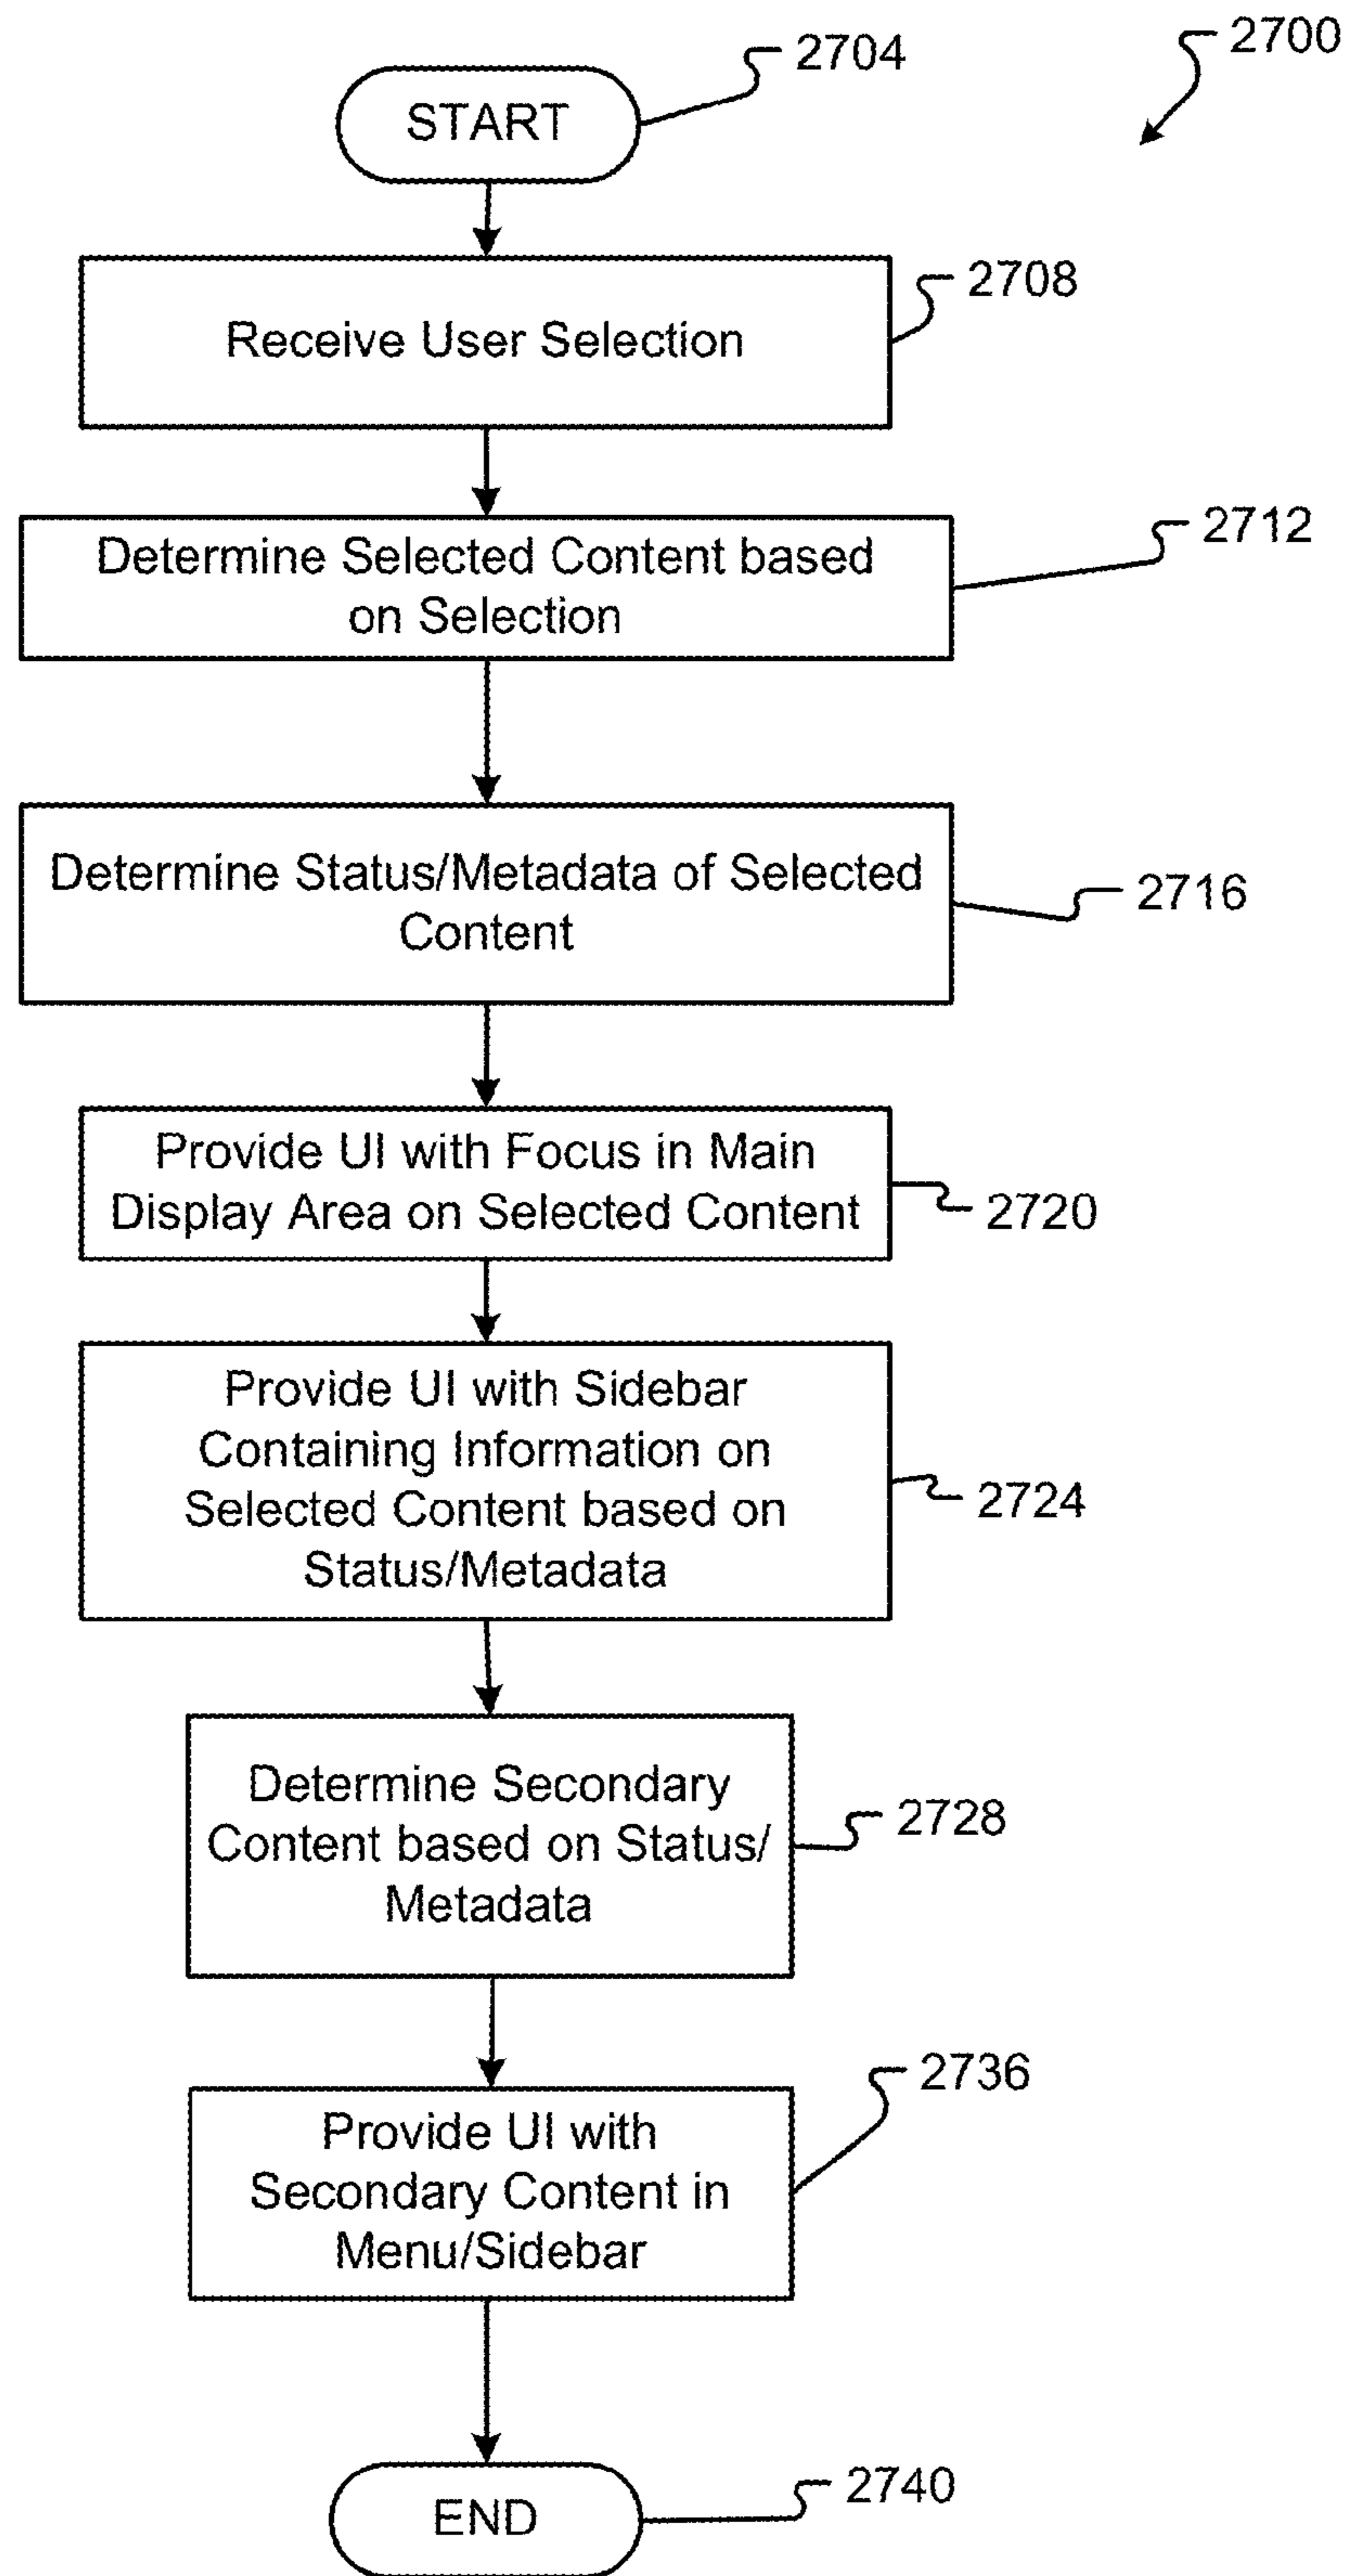 2700
2704
START
2708
Receive User Selection
2712
Determine Selected Content based
on Selection
Determine Status/Metadata of Selected
Content
2716
Provide UI with Focus in Main
Display Area on Selected Content
2720
Provide UI with Sidebar
Containing Information on
Selected Content based on
Status/Metadata
2724
Determine Secondary
Content based on Status/
Metadata
2728
2736
Provide UI with
Secondary Content in
Menu/Sidebar
2740
END